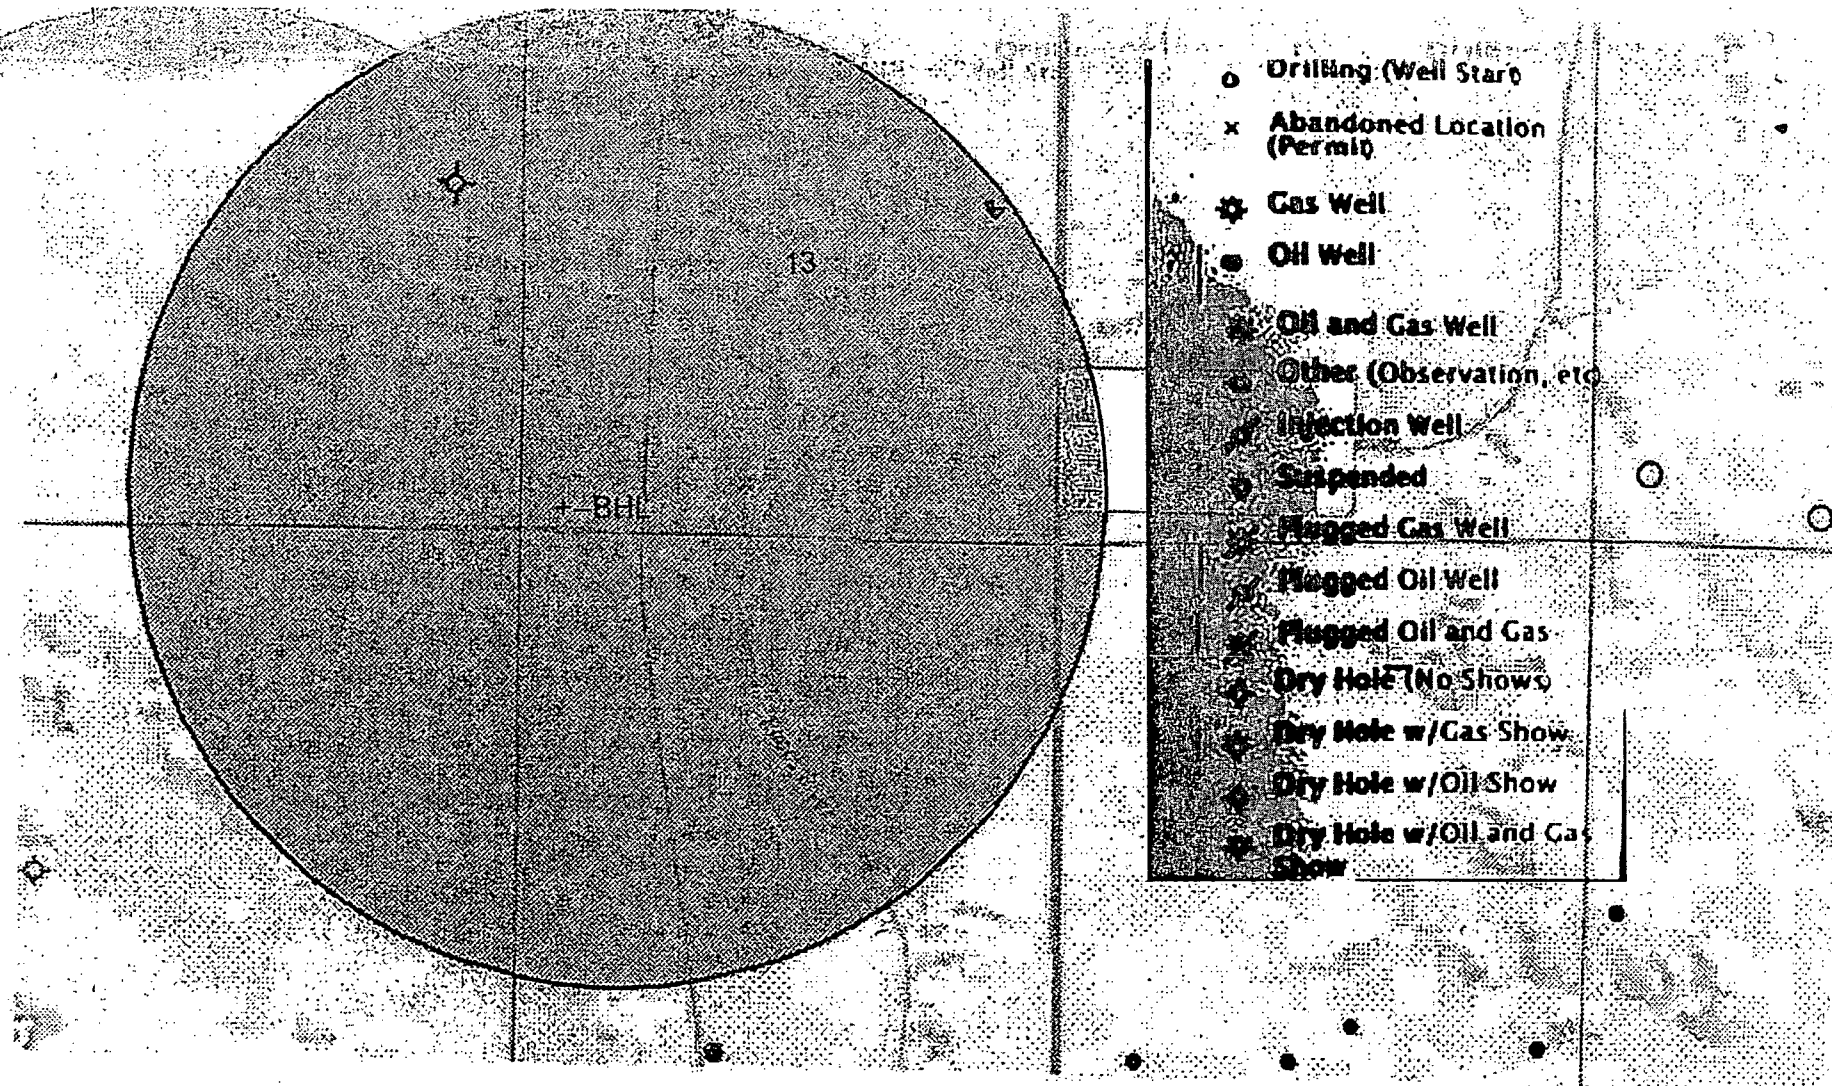 13
+ BHL
Drilling (Well Start)
Abandoned Location
(Permit)
Gas Well
Oil Well
Oil and Gas Well
Other (Observation, etc)
Injection Well
Suspended
Plugged Gas Well
Plugged Oil Well
Plugged Oil and Gas
Dry Hole (No Shows)
Dry Hole w/Gas Show
Dry Hole w/Oil Show
Dry Hole w/Oil and Gas
Show